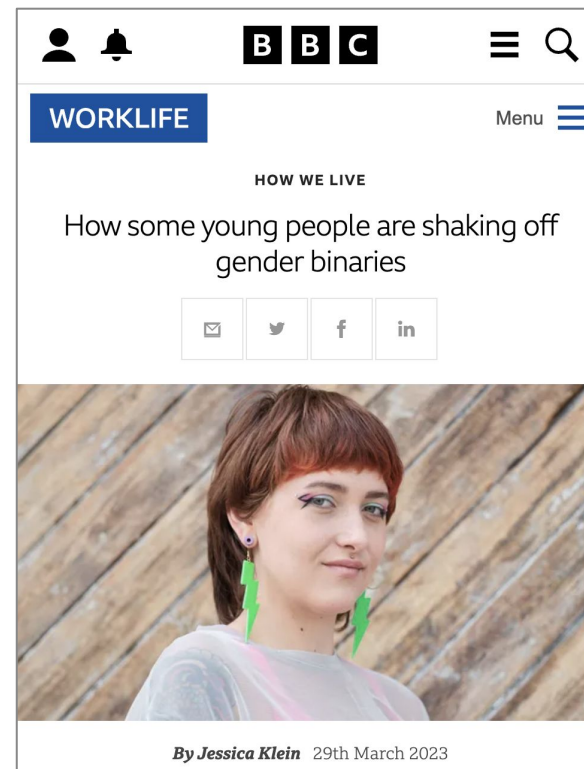 BBC
WORKLIFE
Menu
HOW WE LIVE
How some young people are shaking off
gender binaries
f
in
By Jessica Klein 29th March 2023